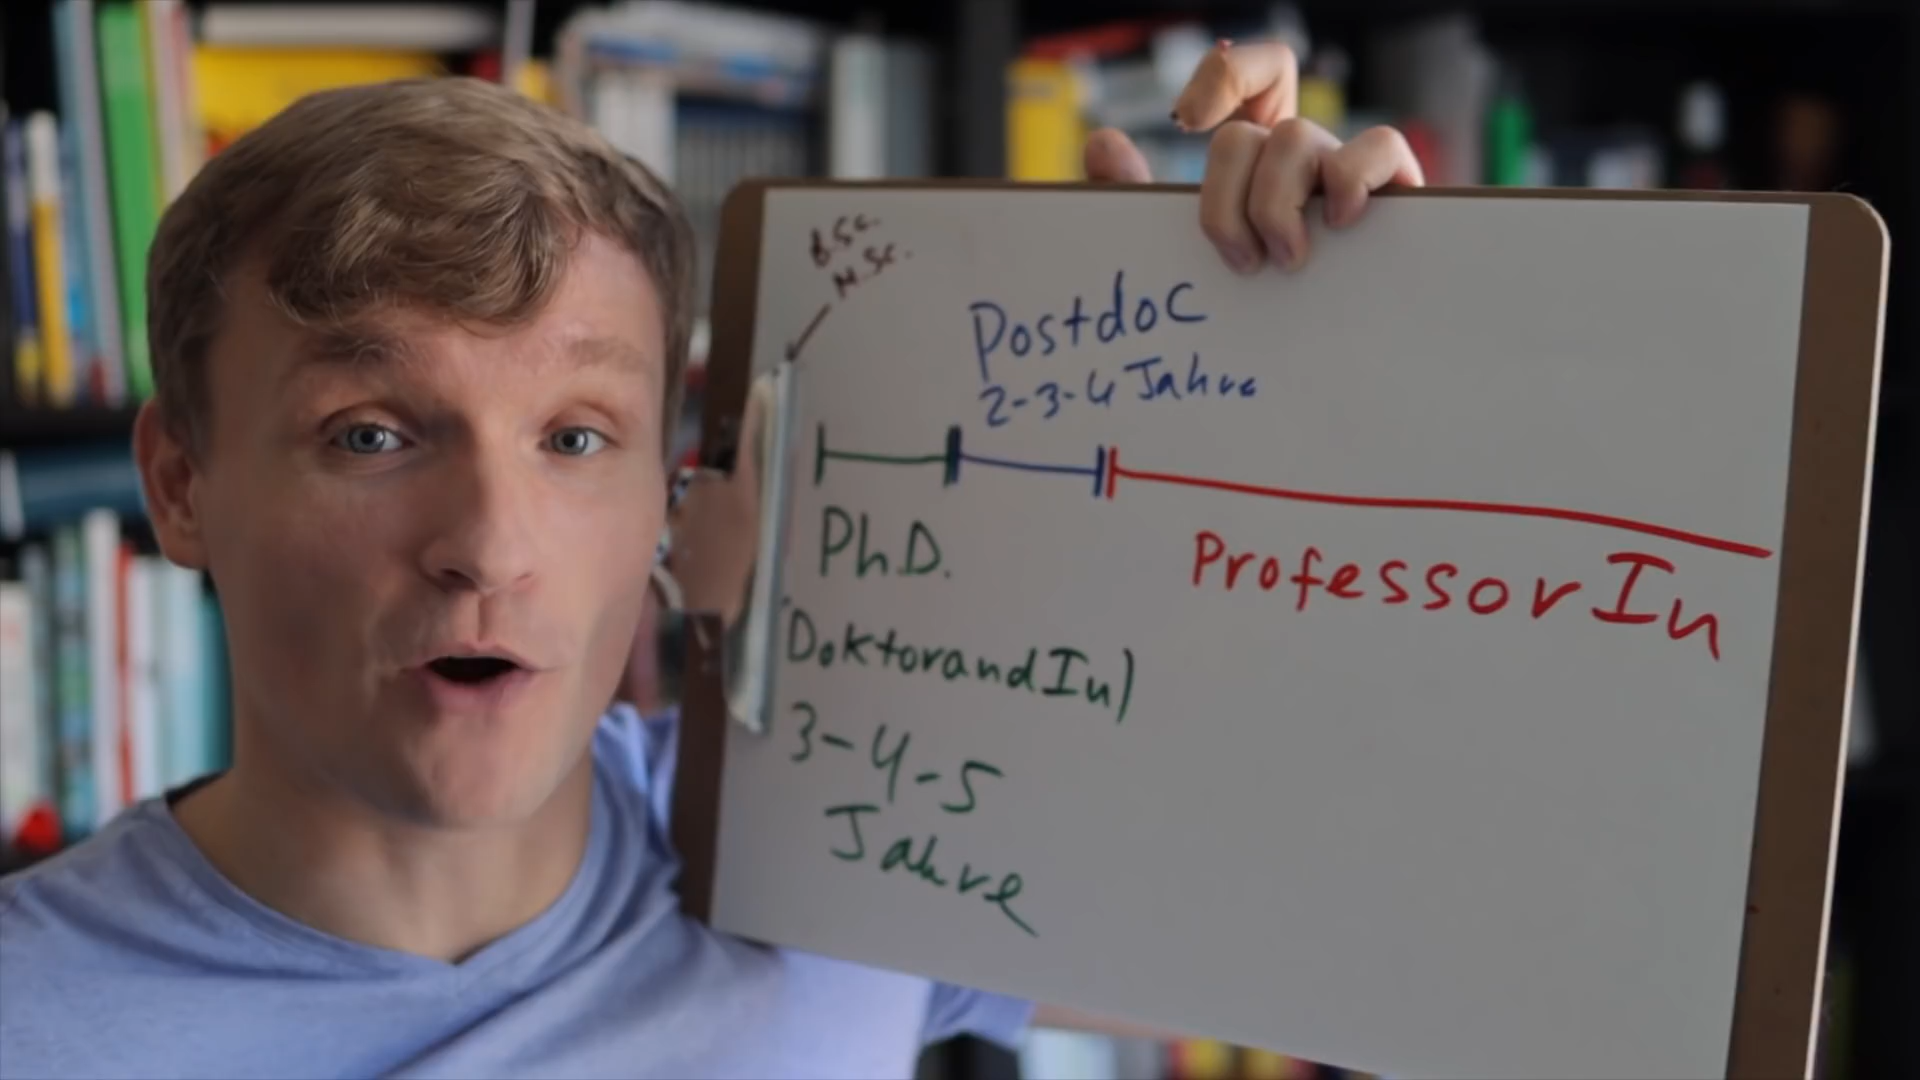 B.Sc.
M.Sc.
Postdoc
2-3-4 Jahre
Ph.D.
DoktorandIn)
3-4-5
Jahre
ProfessorIn